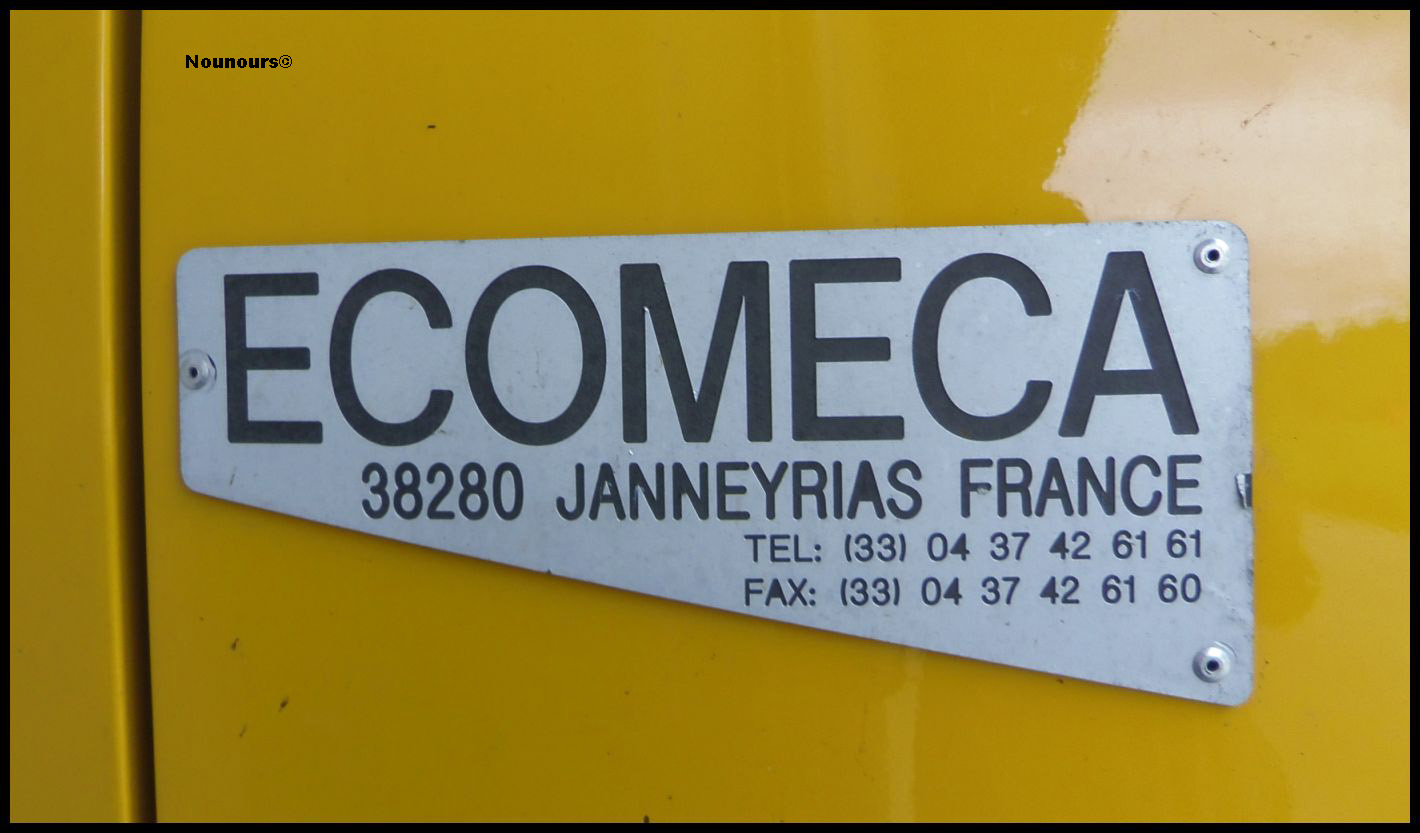 Nounours©
ECOMECA
38280 JANNEYRIAS FRANCE
TEL: (33) 04 37 42 61 61
FAX: (33) 04 37 42 61 60